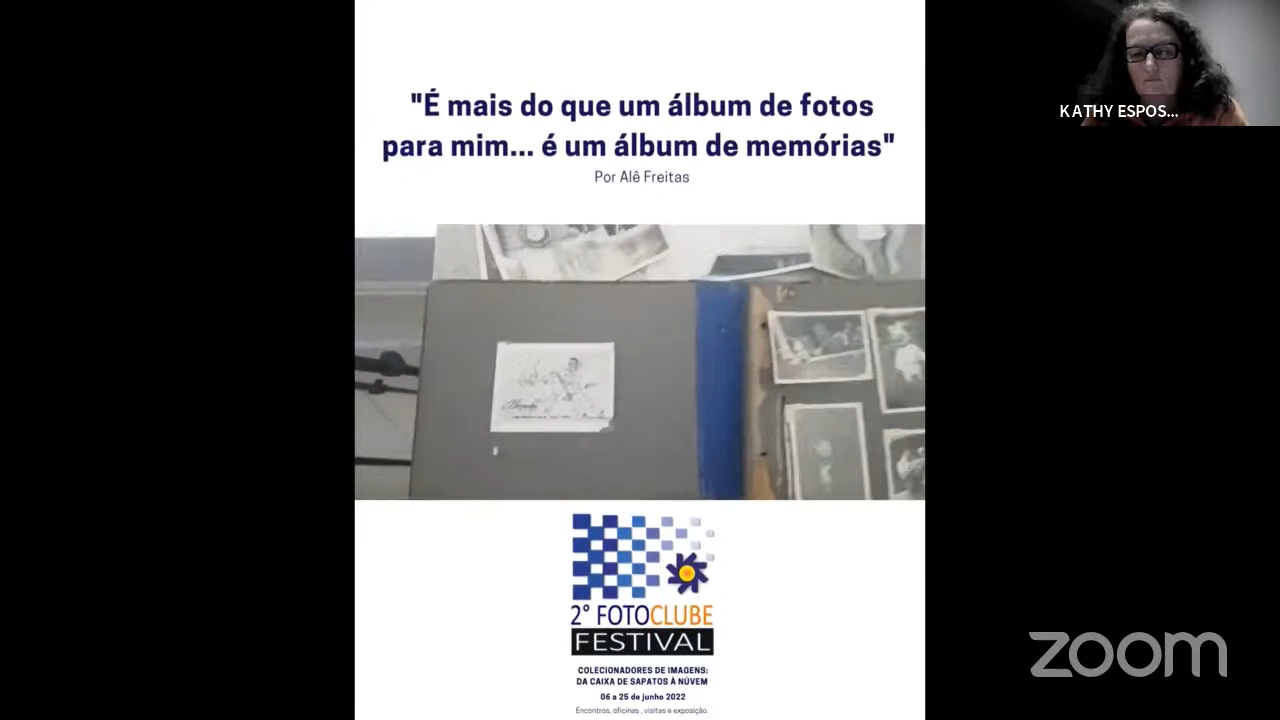 "É mais do que um álbum de fotos
para mim... é um álbum de memórias"
Por Alê Freitas
KATHY ESPOS...
2° FOTOCLUBE
FESTIVAL
COLECIONADORES DE IMAGENS:
DA CAIXA DE SAPATOS À NÚVEM
06 a 25 de junho 2022
Encontros, oficinas , visitas e exposição.
zoom